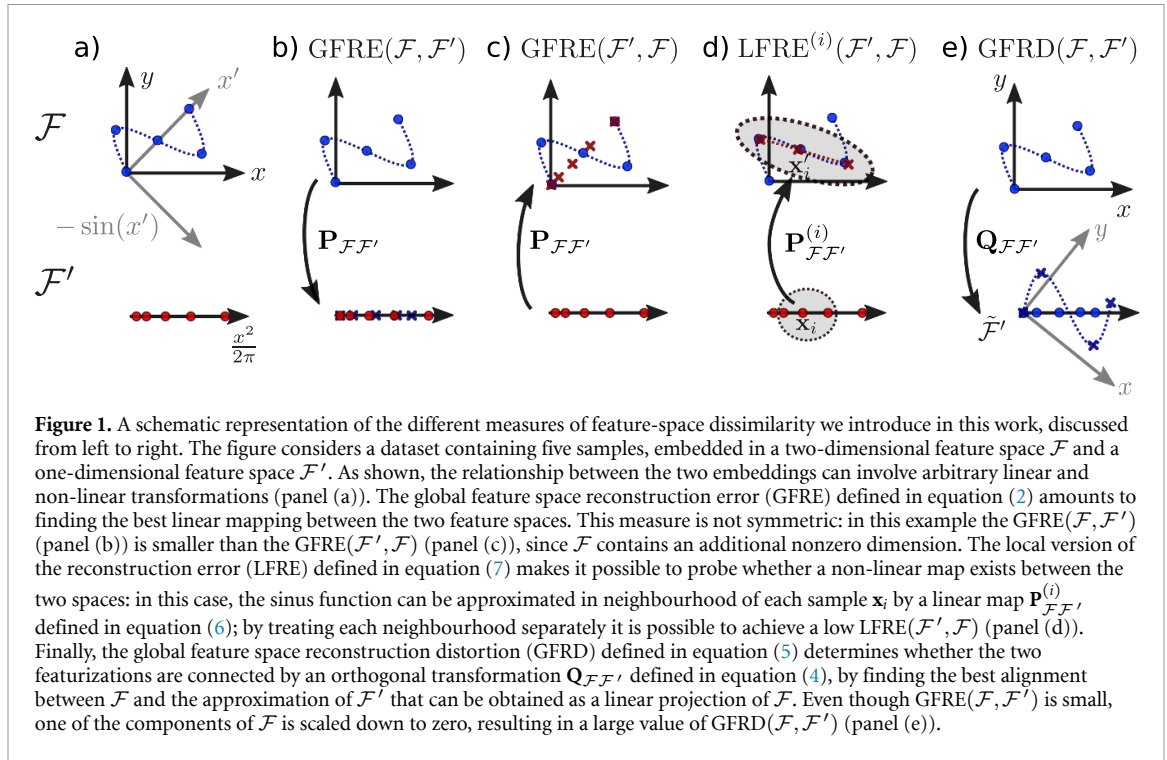 a)
b) GFRE(ℱ, ℱ′)
c) GFRE(ℱ′, ℱ)
d) LFRE^(i)(ℱ′, ℱ)
e) GFRD(ℱ, ℱ′)
ℱ
y
x′
x
− sin(x′)
ℱ′
x²/2π
P_ℱℱ′
P_ℱℱ′
x′_i
P^(i)_ℱℱ′
x_i
y
x
Q_ℱℱ′
y
ℱ̃′
x
Figure 1. A schematic representation of the different measures of feature-space dissimilarity we introduce in this work, discussed
from left to right. The figure considers a dataset containing five samples, embedded in a two-dimensional feature space ℱ and a
one-dimensional feature space ℱ′. As shown, the relationship between the two embeddings can involve arbitrary linear and
non-linear transformations (panel (a)). The global feature space reconstruction error (GFRE) defined in equation (2) amounts to
finding the best linear mapping between the two feature spaces. This measure is not symmetric: in this example the GFRE(ℱ, ℱ′)
(panel (b)) is smaller than the GFRE(ℱ′, ℱ) (panel (c)), since ℱ contains an additional nonzero dimension. The local version of
the reconstruction error (LFRE) defined in equation (7) makes it possible to probe whether a non-linear map exists between the
two spaces: in this case, the sinus function can be approximated in neighbourhood of each sample x_i by a linear map P^(i)_ℱℱ′
defined in equation (6); by treating each neighbourhood separately it is possible to achieve a low LFRE(ℱ′, ℱ) (panel (d)).
Finally, the global feature space reconstruction distortion (GFRD) defined in equation (5) determines whether the two
featurizations are connected by an orthogonal transformation Q_ℱℱ′ defined in equation (4), by finding the best alignment
between ℱ and the approximation of ℱ′ that can be obtained as a linear projection of ℱ. Even though GFRE(ℱ, ℱ′) is small,
one of the components of ℱ is scaled down to zero, resulting in a large value of GFRD(ℱ, ℱ′) (panel (e)).